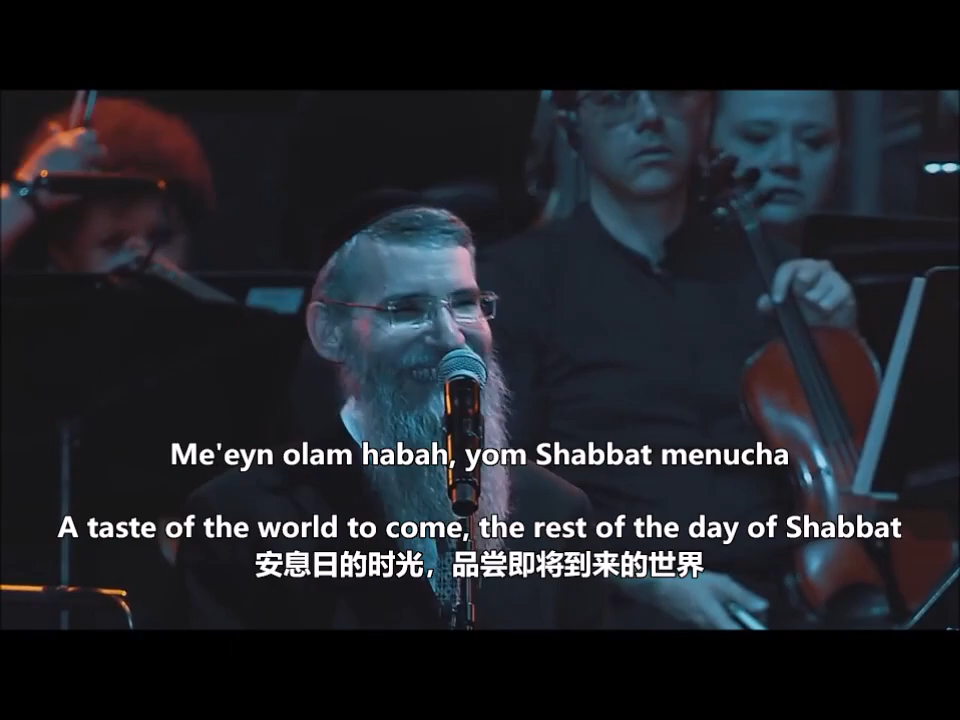 Me'eyn olam habah, yom Shabbat menucha
A taste of the world to come, the rest of the day of Shabbat
安息日的时光，品尝即将到来的世界